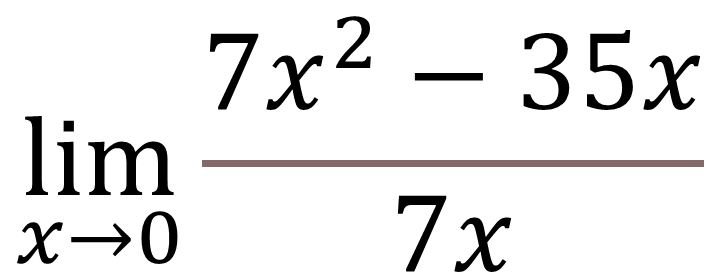 lim x→0 (7x² − 35x) / 7x